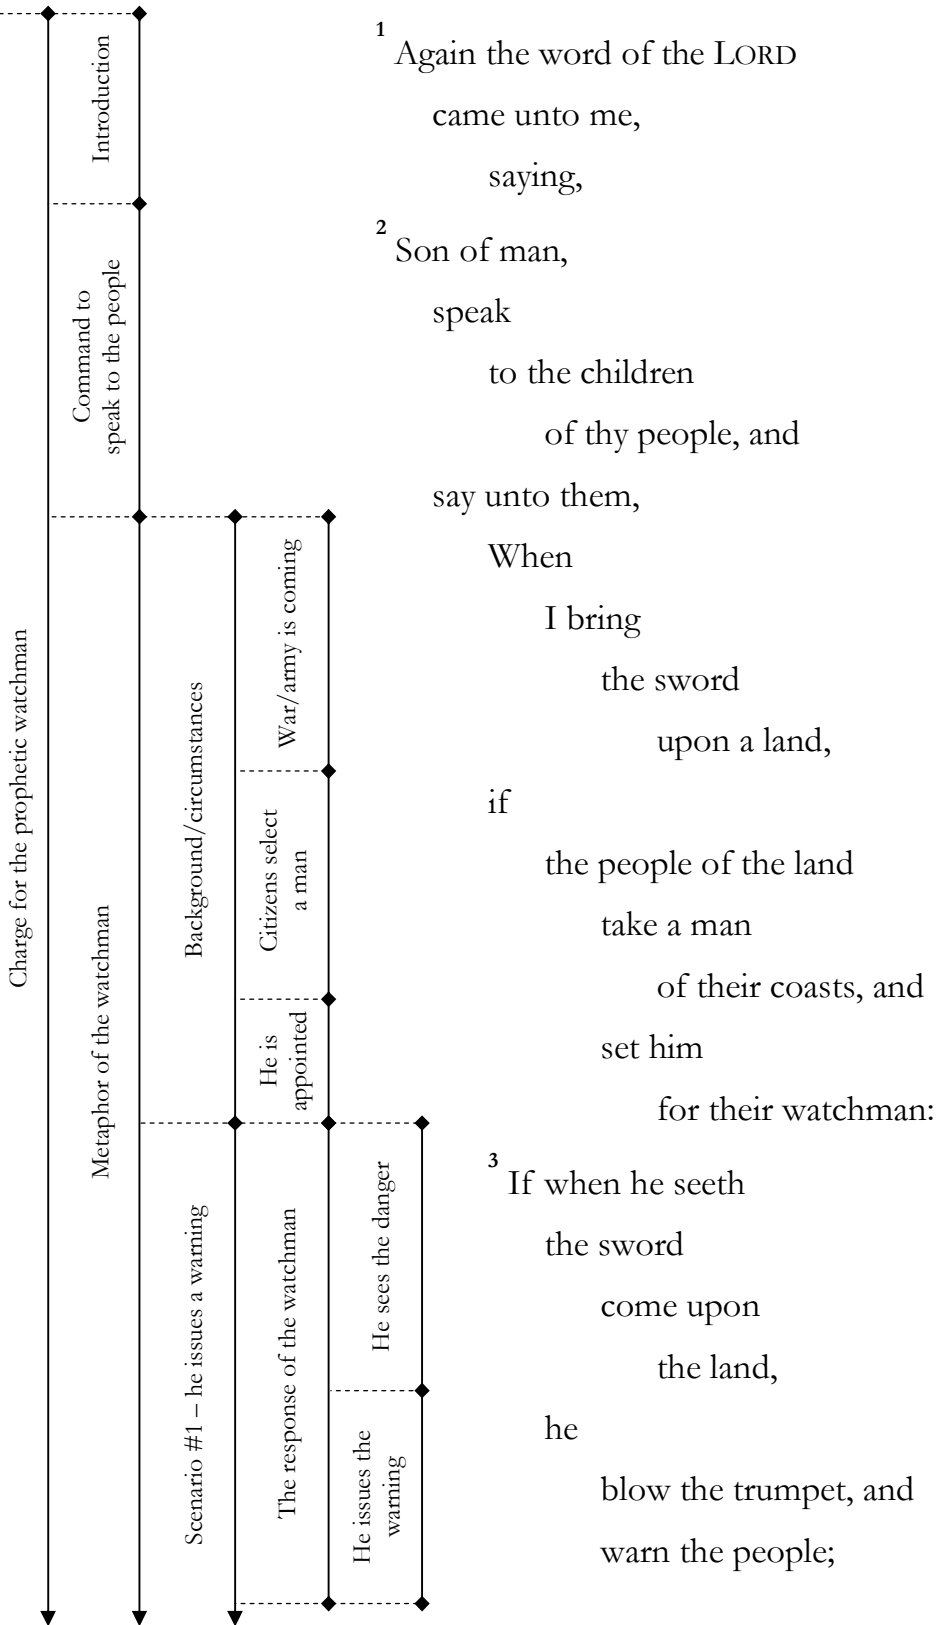 Charge for the prophetic watchman
Introduction
Command to
speak to the people
Metaphor of the watchman
Background/circumstances
Scenario #1 – he issues a warning
War/army is coming
Citizens select
a man
He is
appointed
The response of the watchman
He sees the danger
He issues the
warning
1 Again the word of the LORD
came unto me,
saying,
2 Son of man,
speak
to the children
of thy people, and
say unto them,
When
I bring
the sword
upon a land,
if
the people of the land
take a man
of their coasts, and
set him
for their watchman:
3 If when he seeth
the sword
come upon
the land,
he
blow the trumpet, and
warn the people;